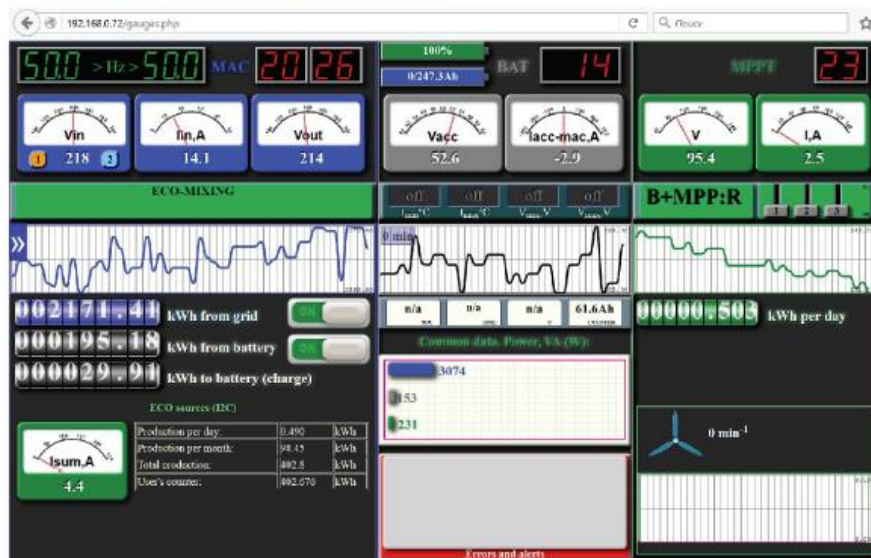 192.168.0.72/gauges.php
Поиск
50.0 > Hz > 50.0 MAC 20 26
100%
0/247.3Ah
BAT 14
MPPT 23
Vin
218
1
2
Iin,A
14.1
Vout
214
Vacc
52.6
Iacc-mac,A
-2.9
V
95.4
I,A
2.5
ECO-MIXING
off off off off
B+MPP:R
1 2 3
0 min
002171.41 kWh from grid ON
000195.18 kWh from battery ON
000029.91 kWh to battery (charge)
n/a n/a n/a 61.6Ah
00000.503 kWh per day
Common data. Power, VA (W):
3074
153
231
ECO sources (I2C)
Isum,A
4.4
Production per day: 0.490 kWh
Production per month: 98.45 kWh
Total production: 402.8 kWh
User's counter: 402.676 kWh
0 min⁻¹
Errors and alerts